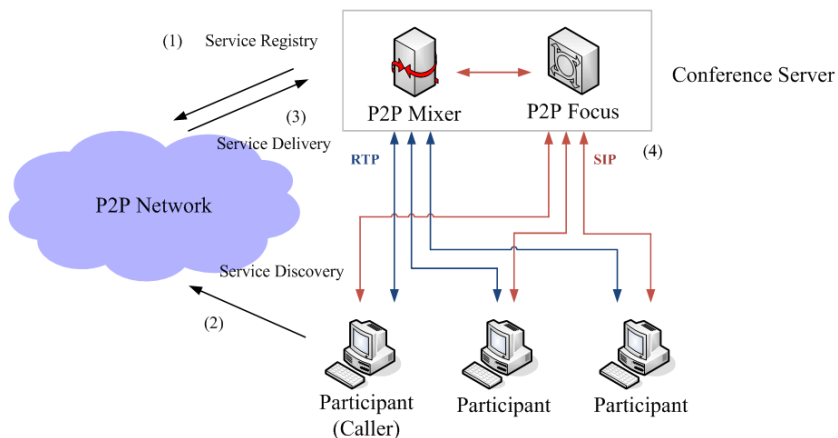 (1)
Service Registry
Conference Server
P2P Mixer
P2P Focus
(3)
Service Delivery
RTP
SIP
(4)
P2P Network
Service Discovery
(2)
Participant
(Caller)
Participant
Participant